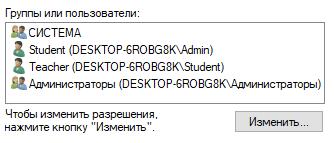 Группы или пользователи:
СИСТЕМА
Student (DESKTOP-6ROBG8K\Admin)
Teacher (DESKTOP-6ROBG8K\Student)
Администраторы (DESKTOP-6ROBG8K\Администраторы)
Чтобы изменить разрешения,
нажмите кнопку "Изменить".
Изменить...